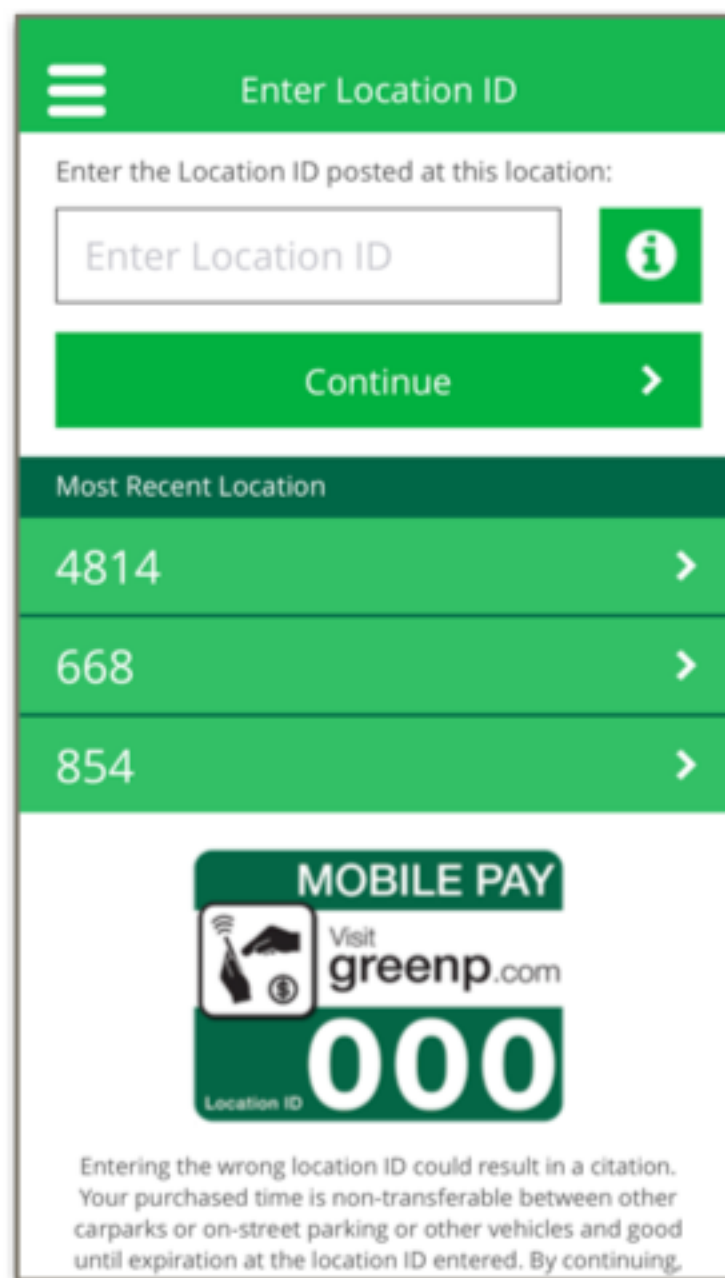 Enter Location ID
Enter the Location ID posted at this location:
Enter Location ID
Continue
Most Recent Location
4814
668
854
MOBILE PAY
Visit
greenp.com
000
Location ID
Entering the wrong location ID could result in a citation.
Your purchased time is non-transferable between other
carparks or on-street parking or other vehicles and good
until expiration at the location ID entered. By continuing,